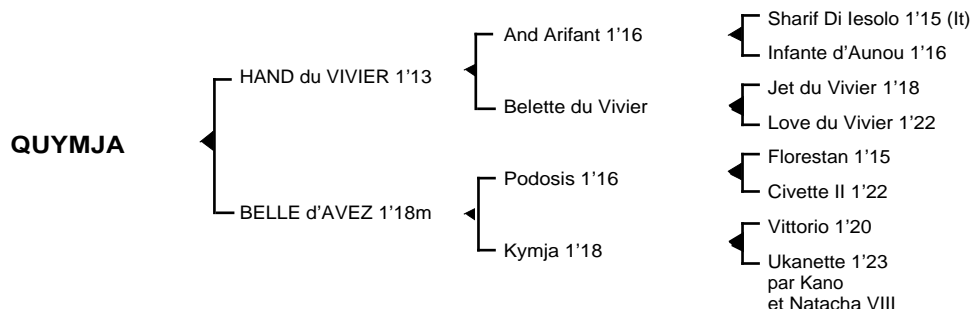 Sharif Di Iesolo 1’15 (It)
And Arifant 1’16
Infante d’Aunou 1’16
HAND du VIVIER 1’13
Jet du Vivier 1’18
Belette du Vivier
Love du Vivier 1’22
QUYMJA
Florestan 1’15
Podosis 1’16
Civette II 1’22
BELLE d’AVEZ 1’18m
Vittorio 1’20
Kymja 1’18
Ukanette 1’23
par Kano
et Natacha VIII